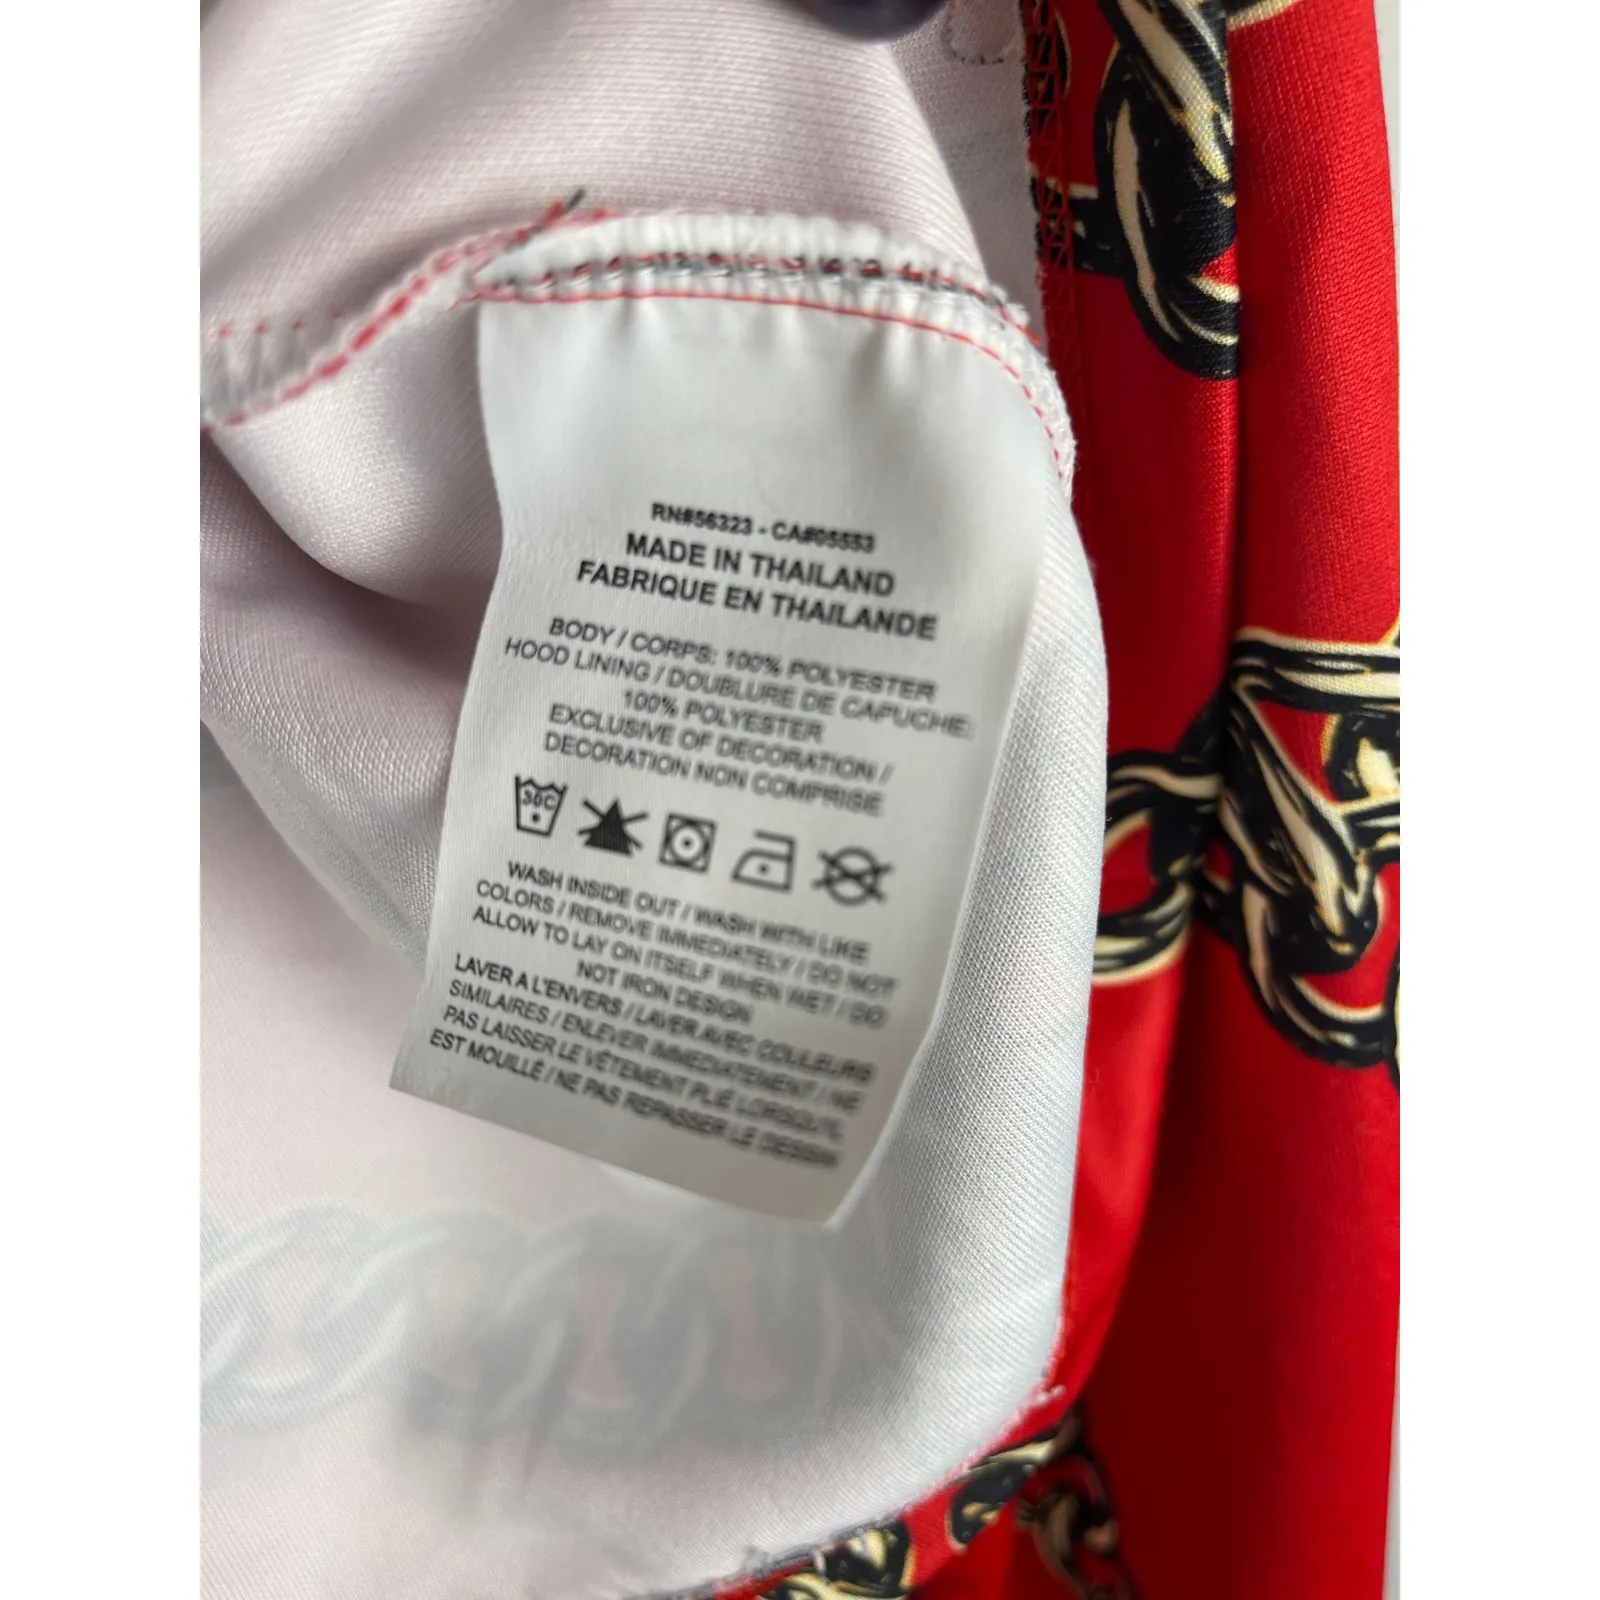 RN#56323 - CA#05553
MADE IN THAILAND
FABRIQUE EN THAILANDE
BODY / CORPS: 100% POLYESTER
HOOD LINING / DOUBLURE DE CAPUCHE:
100% POLYESTER
EXCLUSIVE OF DECORATION /
DECORATION NON COMPRISE
30C
WASH INSIDE OUT / WASH WITH LIKE
COLORS / REMOVE IMMEDIATELY / DO NOT
ALLOW TO LAY ON ITSELF WHEN WET / DO
NOT IRON DESIGN
LAVER A L'ENVERS / LAVER AVEC COULEURS
SIMILAIRES / ENLEVER IMMEDIATEMENT / NE
PAS LAISSER LE VÊTEMENT PLIÉ LORSQU'IL
EST MOUILLÉ / NE PAS REPASSER LE DESSIN